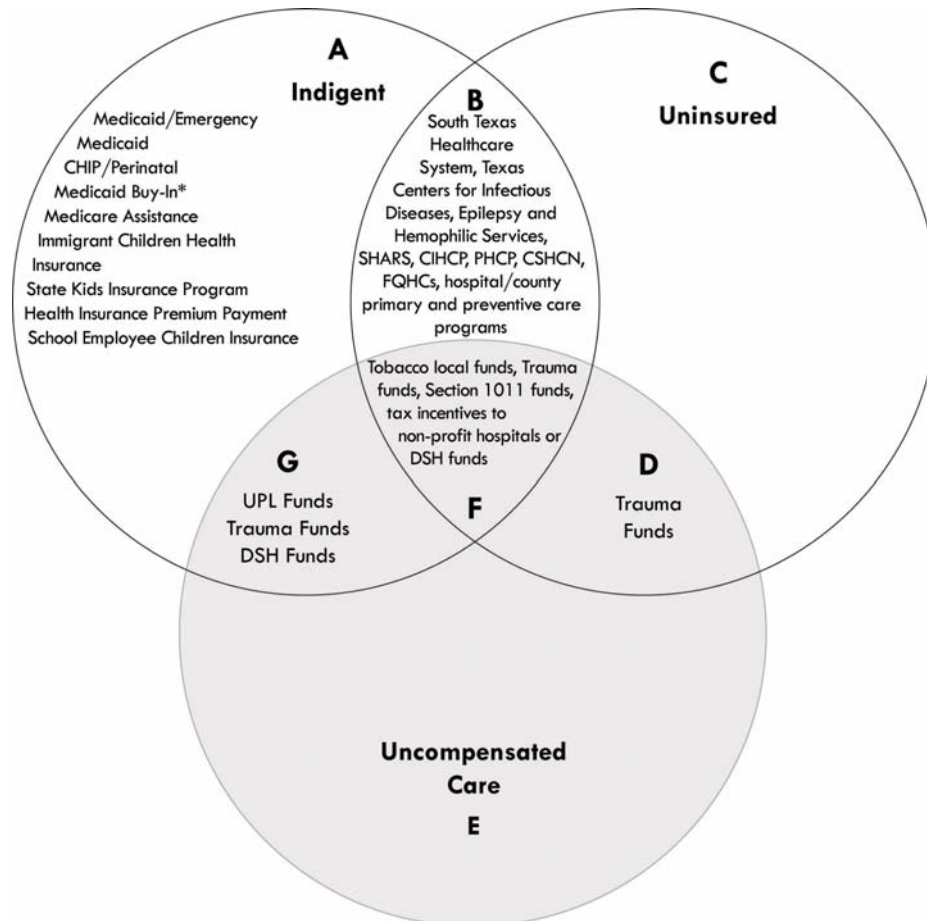 A
Indigent
Medicaid/Emergency
Medicaid
CHIP/Perinatal
Medicaid Buy-In*
Medicare Assistance
Immigrant Children Health
Insurance
State Kids Insurance Program
Health Insurance Premium Payment
School Employee Children Insurance
B
South Texas
Healthcare
System, Texas
Centers for Infectious
Diseases, Epilepsy and
Hemophilic Services,
SHARS, CIHCP, PHCP, CSHCN,
FQHCs, hospital/county
primary and preventive care
programs
C
Uninsured
Tobacco local funds, Trauma
funds, Section 1011 funds,
tax incentives to
non-profit hospitals or
DSH funds
F
G
UPL Funds
Trauma Funds
DSH Funds
D
Trauma
Funds
Uncompensated
Care
E